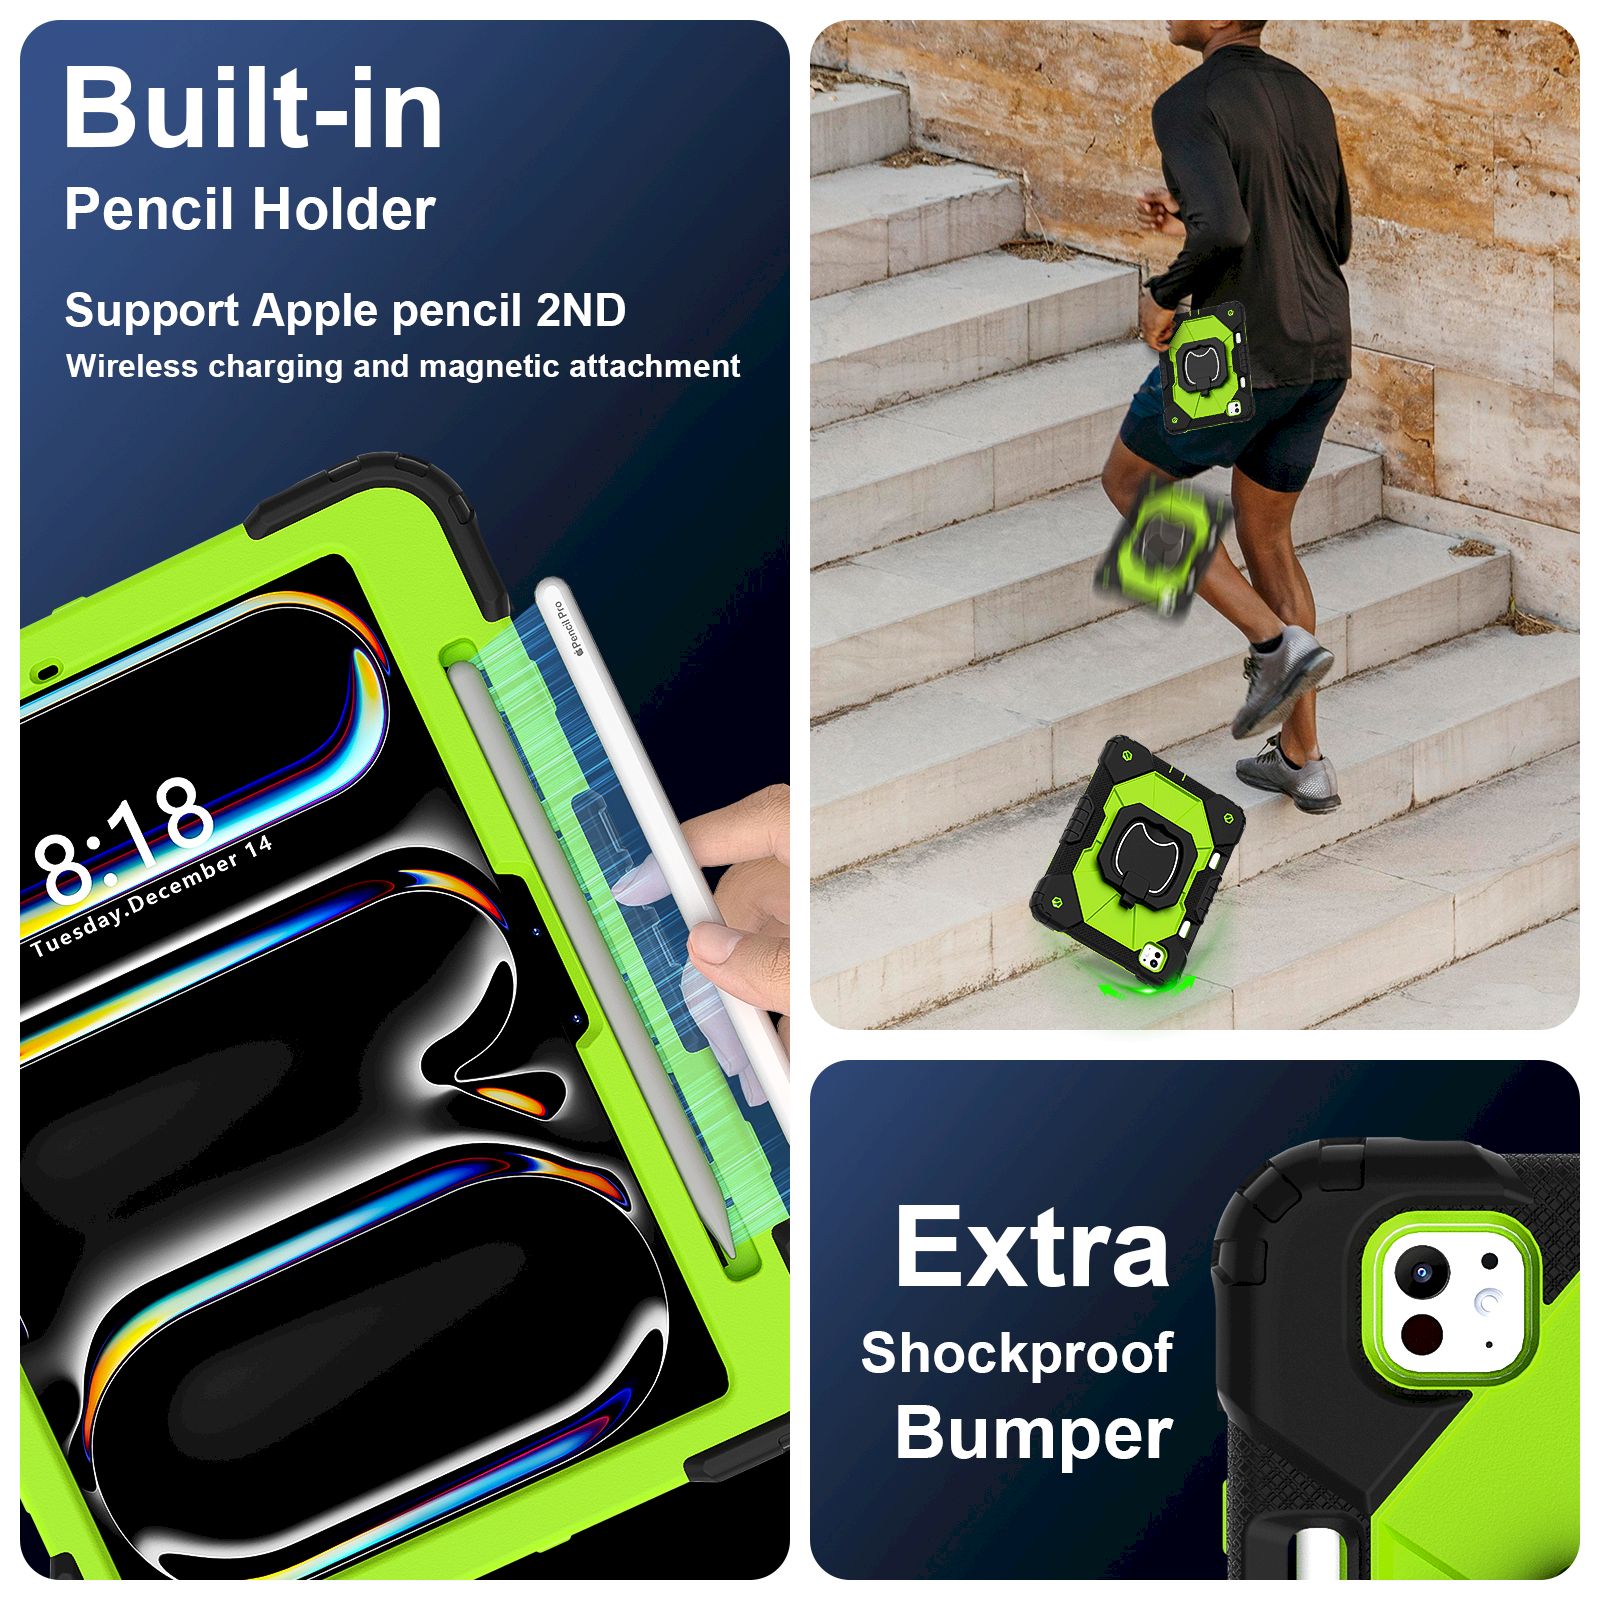 Built-in
Pencil Holder
Support Apple pencil 2ND
Wireless charging and magnetic attachment
Pencil Pro
8:18
Tuesday.December 14
Extra
Shockproof
Bumper